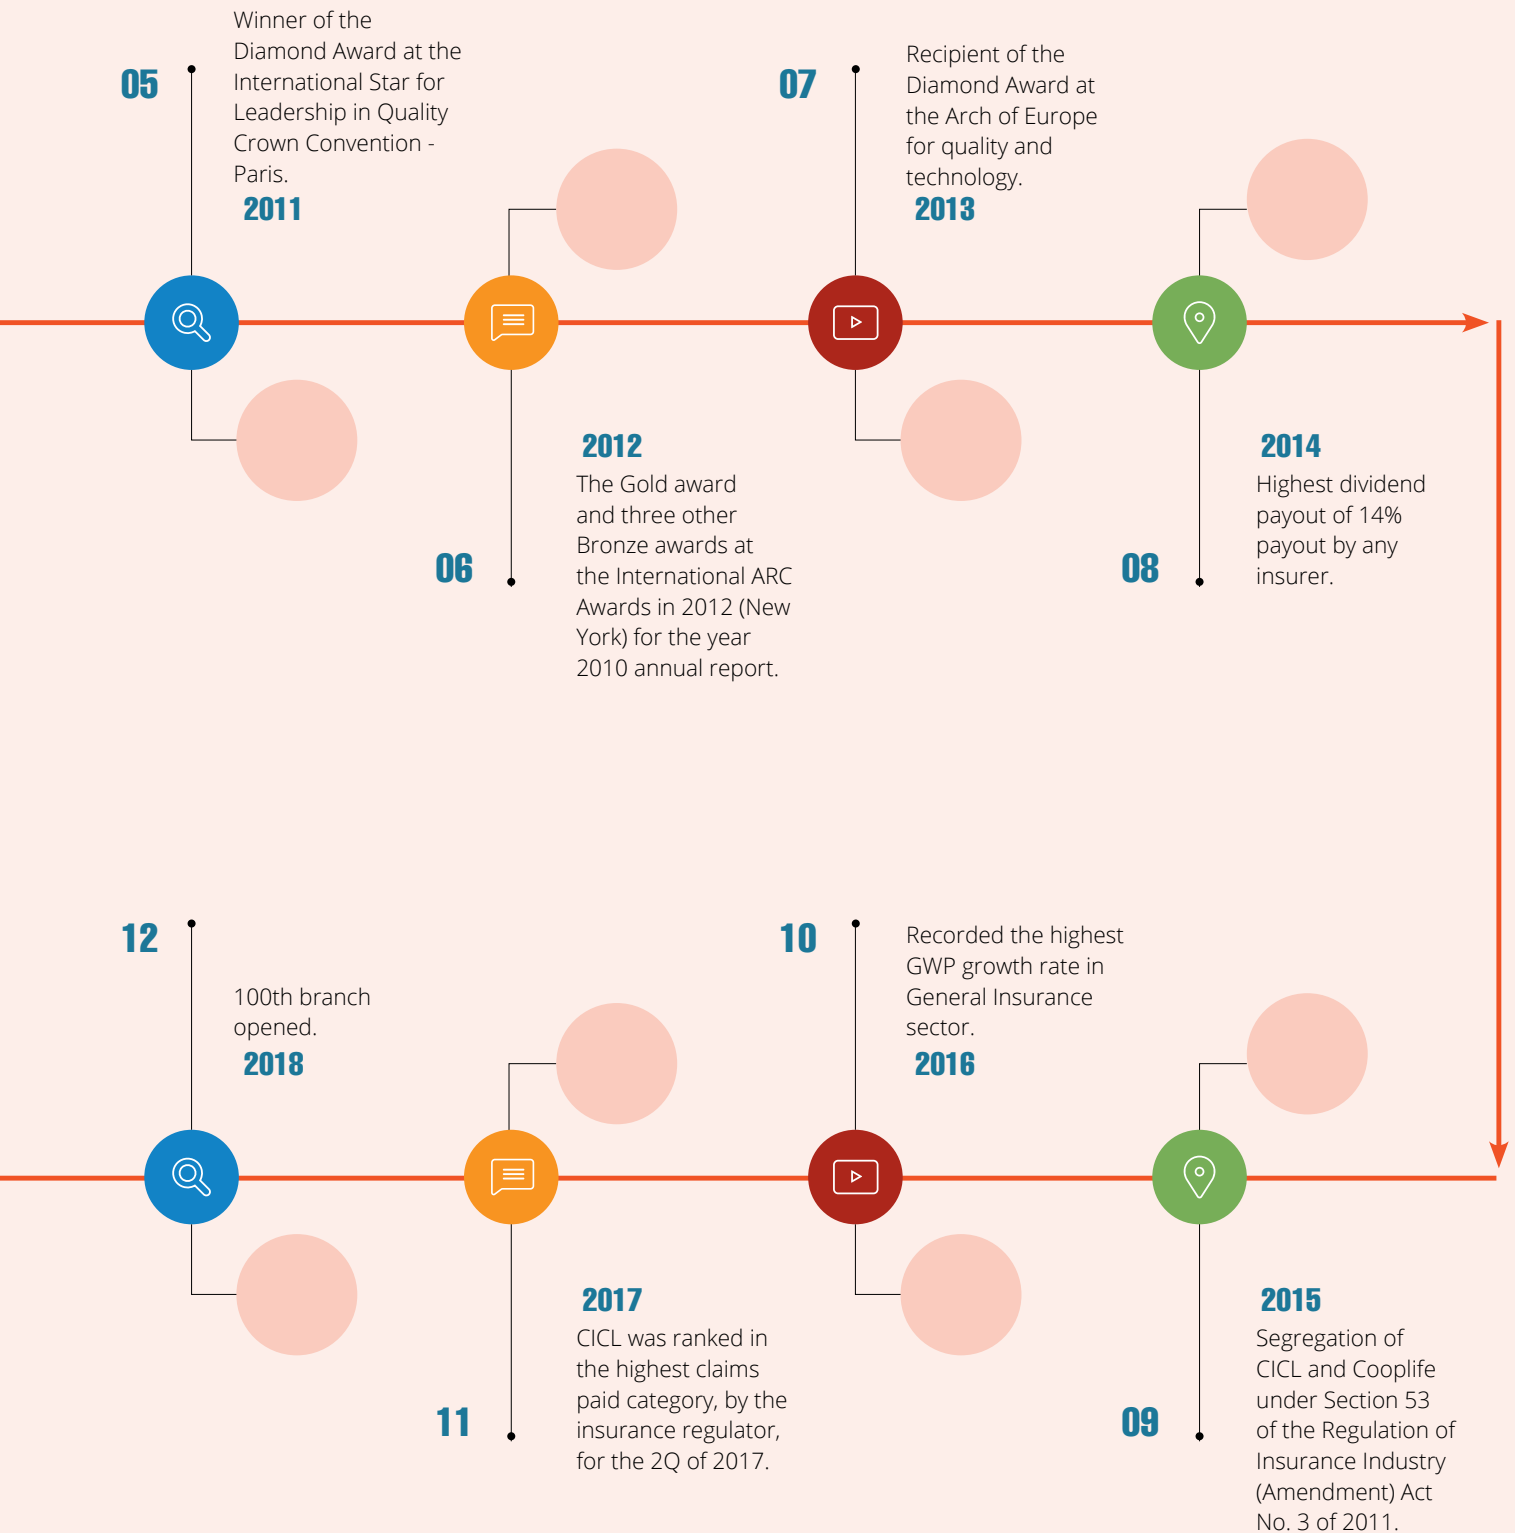 05
Winner of the
Diamond Award at the
International Star for
Leadership in Quality
Crown Convention -
Paris.
2011
06
2012
The Gold award
and three other
Bronze awards at
the International ARC
Awards in 2012 (New
York) for the year
2010 annual report.
07
Recipient of the
Diamond Award at
the Arch of Europe
for quality and
technology.
2013
08
2014
Highest dividend
payout of 14%
payout by any
insurer.
09
2015
Segregation of
CICL and Cooplife
under Section 53
of the Regulation of
Insurance Industry
(Amendment) Act
No. 3 of 2011.
10
Recorded the highest
GWP growth rate in
General Insurance
sector.
2016
11
2017
CICL was ranked in
the highest claims
paid category, by the
insurance regulator,
for the 2Q of 2017.
12
100th branch
opened.
2018